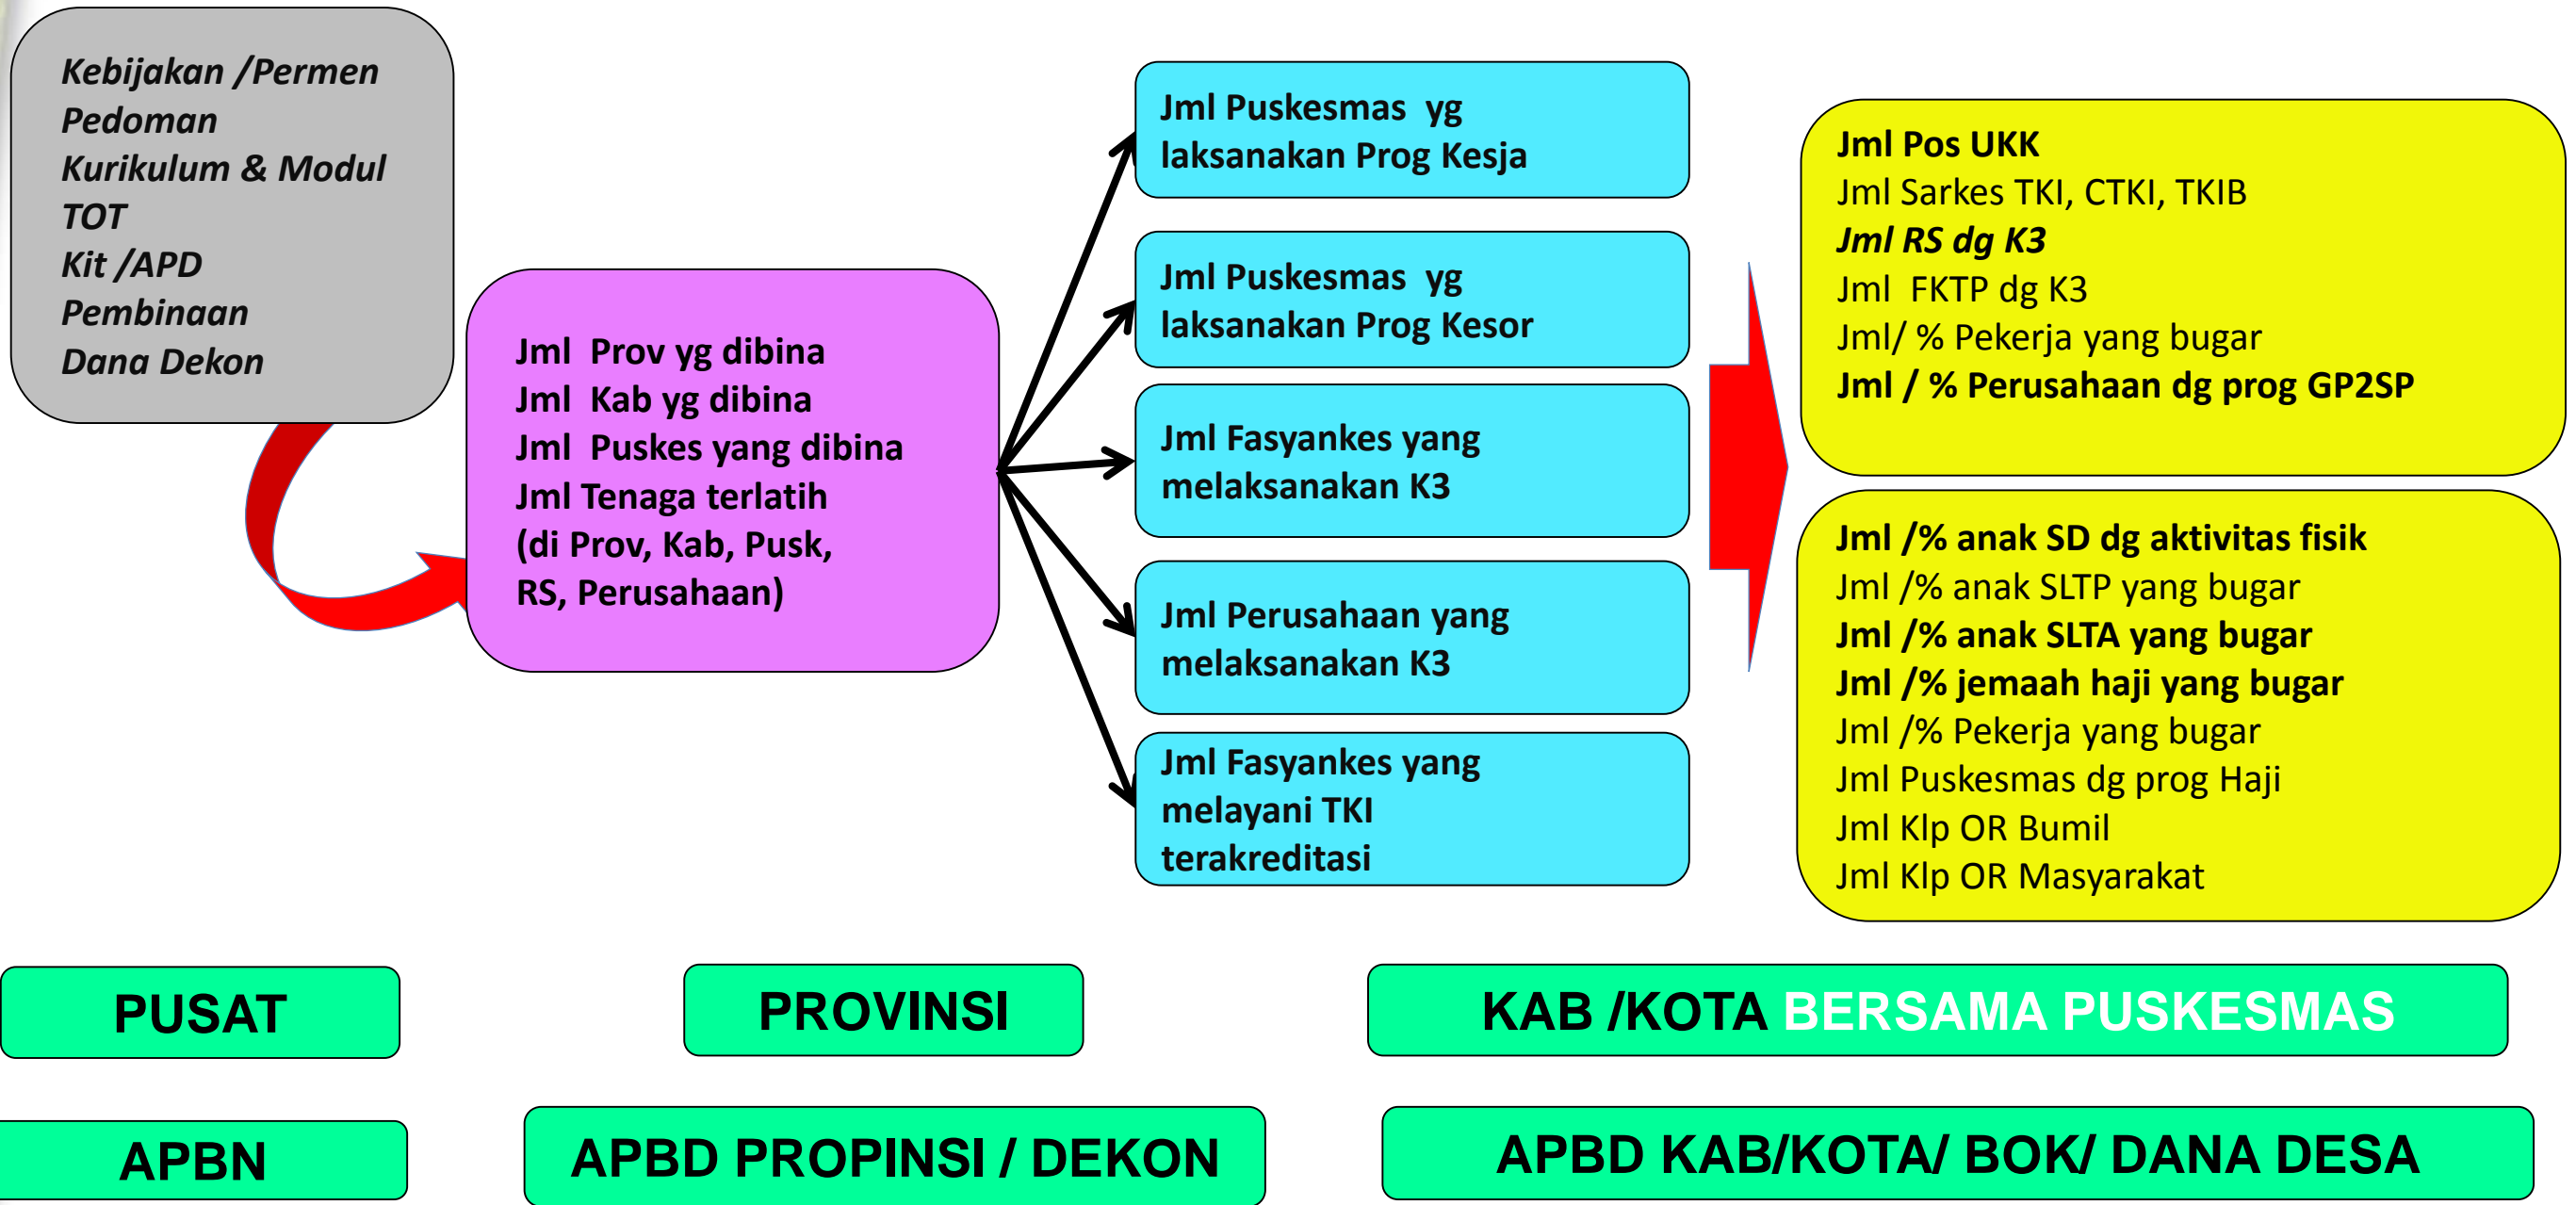 Kebijakan /Permen
Pedoman
Kurikulum & Modul
TOT
Kit /APD
Pembinaan
Dana Dekon
Jml Prov yg dibina
Jml Kab yg dibina
Jml Puskes yang dibina
Jml Tenaga terlatih
(di Prov, Kab, Pusk,
RS, Perusahaan)
Jml Puskesmas yg
laksanakan Prog Kesja
Jml Puskesmas yg
laksanakan Prog Kesor
Jml Fasyankes yang
melaksanakan K3
Jml Perusahaan yang
melaksanakan K3
Jml Fasyankes yang
melayani TKI
terakreditasi
Jml Pos UKK
Jml Sarkes TKI, CTKI, TKIB
Jml RS dg K3
Jml FKTP dg K3
Jml/ % Pekerja yang bugar
Jml / % Perusahaan dg prog GP2SP
Jml /% anak SD dg aktivitas fisik
Jml /% anak SLTP yang bugar
Jml /% anak SLTA yang bugar
Jml /% jemaah haji yang bugar
Jml /% Pekerja yang bugar
Jml Puskesmas dg prog Haji
Jml Klp OR Bumil
Jml Klp OR Masyarakat
PUSAT
PROVINSI
KAB /KOTA BERSAMA PUSKESMAS
APBN
APBD PROPINSI / DEKON
APBD KAB/KOTA/ BOK/ DANA DESA